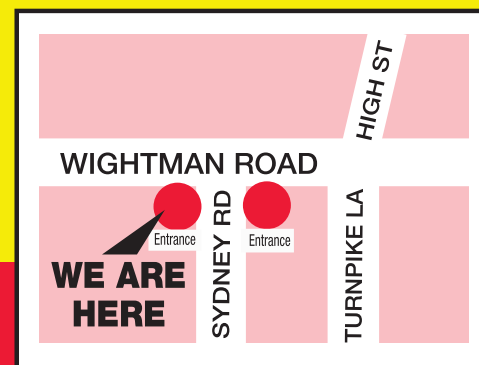 HIGH ST
WIGHTMAN ROAD
Entrance
SYDNEY RD
Entrance
TURNPIKE LA
WE ARE
HERE